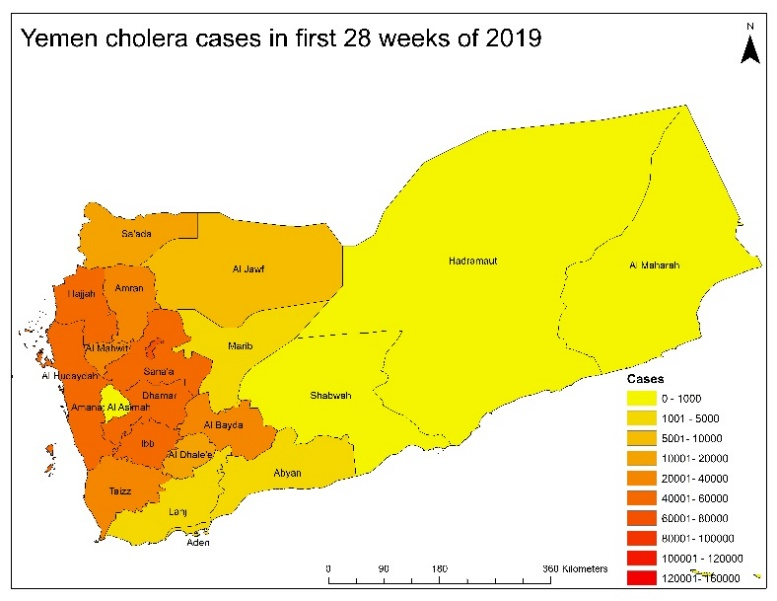 Yemen cholera cases in first 28 weeks of 2019
N
Sa'ada
Al Jawf
Hadramaut
Al Maharah
Hajjah
Amran
Al Mahwit
Marib
Sana'a
Al Hudaydah
Dhamar
Shabwah
Amanat Al Asimah
Al Bayda
Ibb
Al Dhale'e
Abyan
Taizz
Lahj
Aden
Cases
0 - 1000
1001 - 5000
5001- 10000
10001- 20000
20001- 40000
40001- 60000
60001- 80000
80001- 100000
100001 - 120000
120001- 160000
0 90 180 360 Kilometers